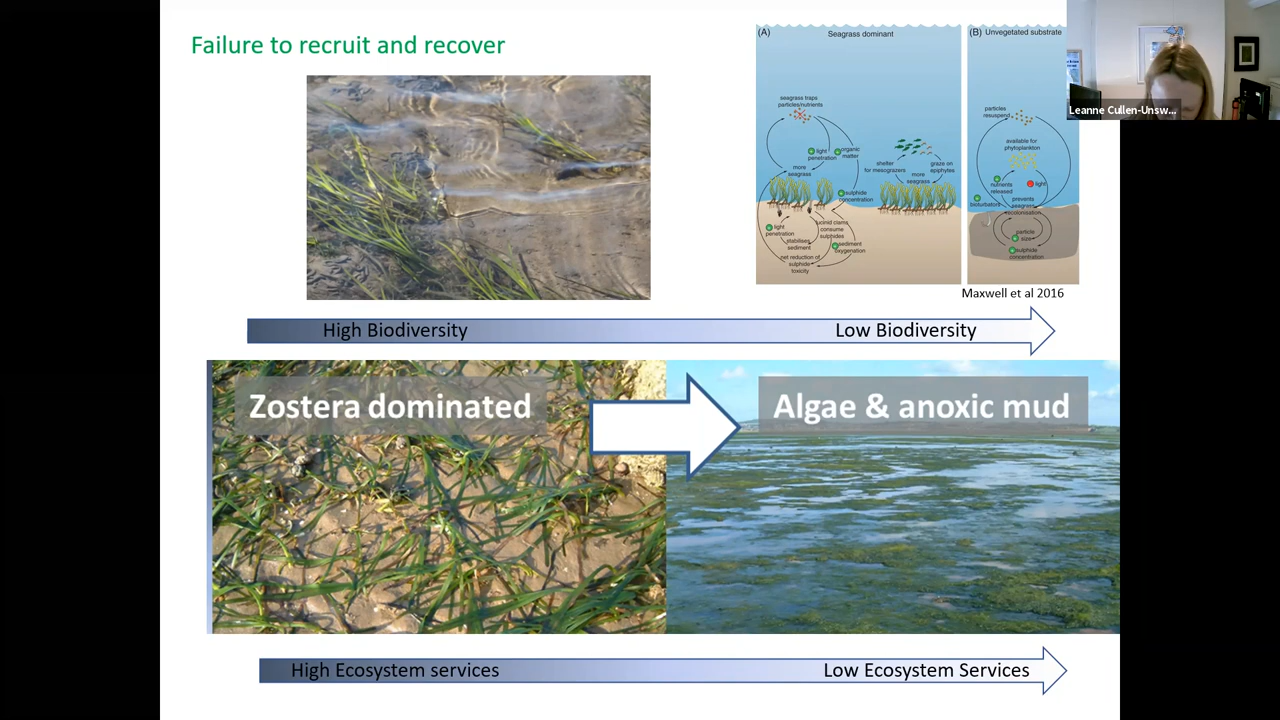 Failure to recruit and recover
(A)
Seagrass dominant
seagrass traps
particles/nutrients
light
penetration
organic
matter
more
seagrass
shelter
for mesograzers
graze on
epiphytes
more
seagrass
sulphide
concentration
light
penetration
stabilises
sediment
lucinid clams
consume
sulphides
sediment
oxygenation
net reduction of
sulphide
toxicity
(B)
Unvegetated substrate
particles
resuspend
available for
phytoplankton
nutrients
released
light
bioturbators
prevents
seagrass
recolonisation
particle
size
sulphide
concentration
Leanne Cullen-Unsw...
Maxwell et al 2016
High Biodiversity
Low Biodiversity
Zostera dominated
Algae & anoxic mud
High Ecosystem services
Low Ecosystem Services